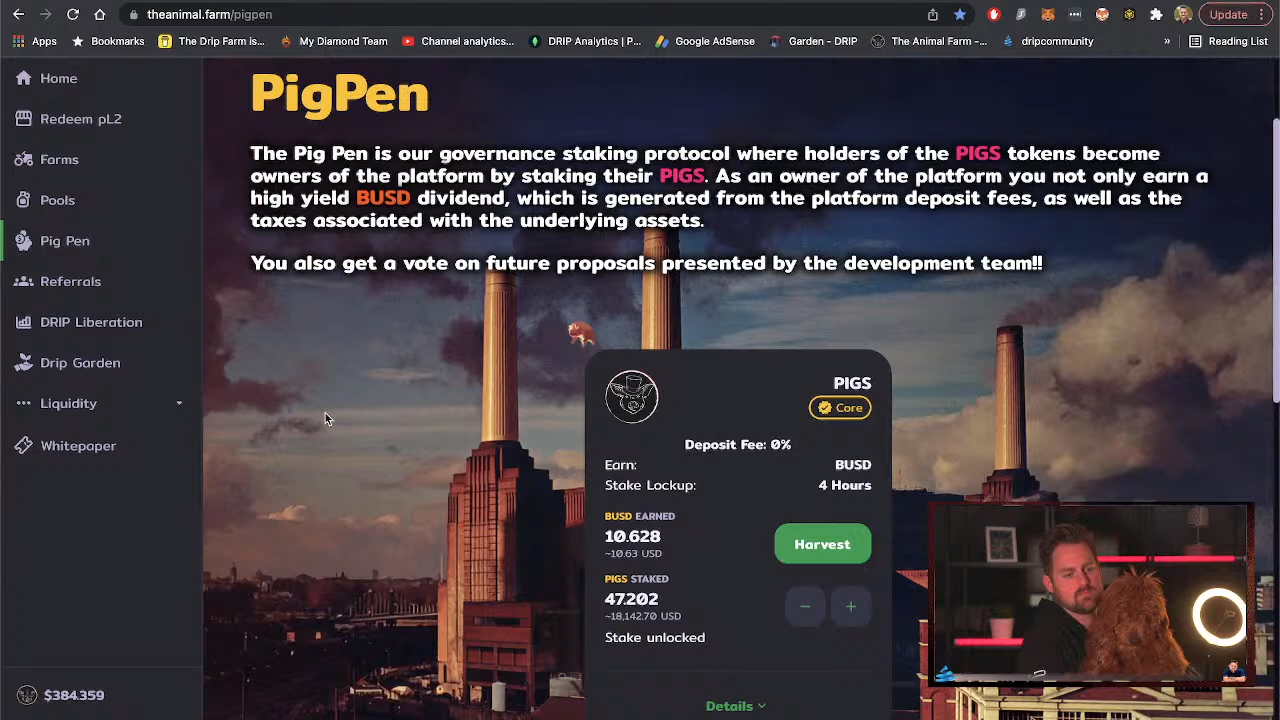 theanimal.farm/pigpen
Update
Apps
Bookmarks
The Drip Farm is...
My Diamond Team
Channel analytics...
DRIP Analytics | P...
Google AdSense
Garden - DRIP
The Animal Farm -...
dripcommunity
»
Reading List
Home
Redeem pL2
Farms
Pools
Pig Pen
Referrals
DRIP Liberation
Drip Garden
Liquidity
Whitepaper
$384.359
PigPen
The Pig Pen is our governance staking protocol where holders of the PIGS tokens become
owners of the platform by staking their PIGS. As an owner of the platform you not only earn a
high yield BUSD dividend, which is generated from the platform deposit fees, as well as the
taxes associated with the underlying assets.
You also get a vote on future proposals presented by the development team!!
PIGS
Core
Deposit Fee: 0%
Earn: BUSD
Stake Lockup: 4 Hours
BUSD EARNED
10.628
~10.63 USD
Harvest
PIGS STAKED
47.202
~18,142.70 USD
− +
Stake unlocked
Details